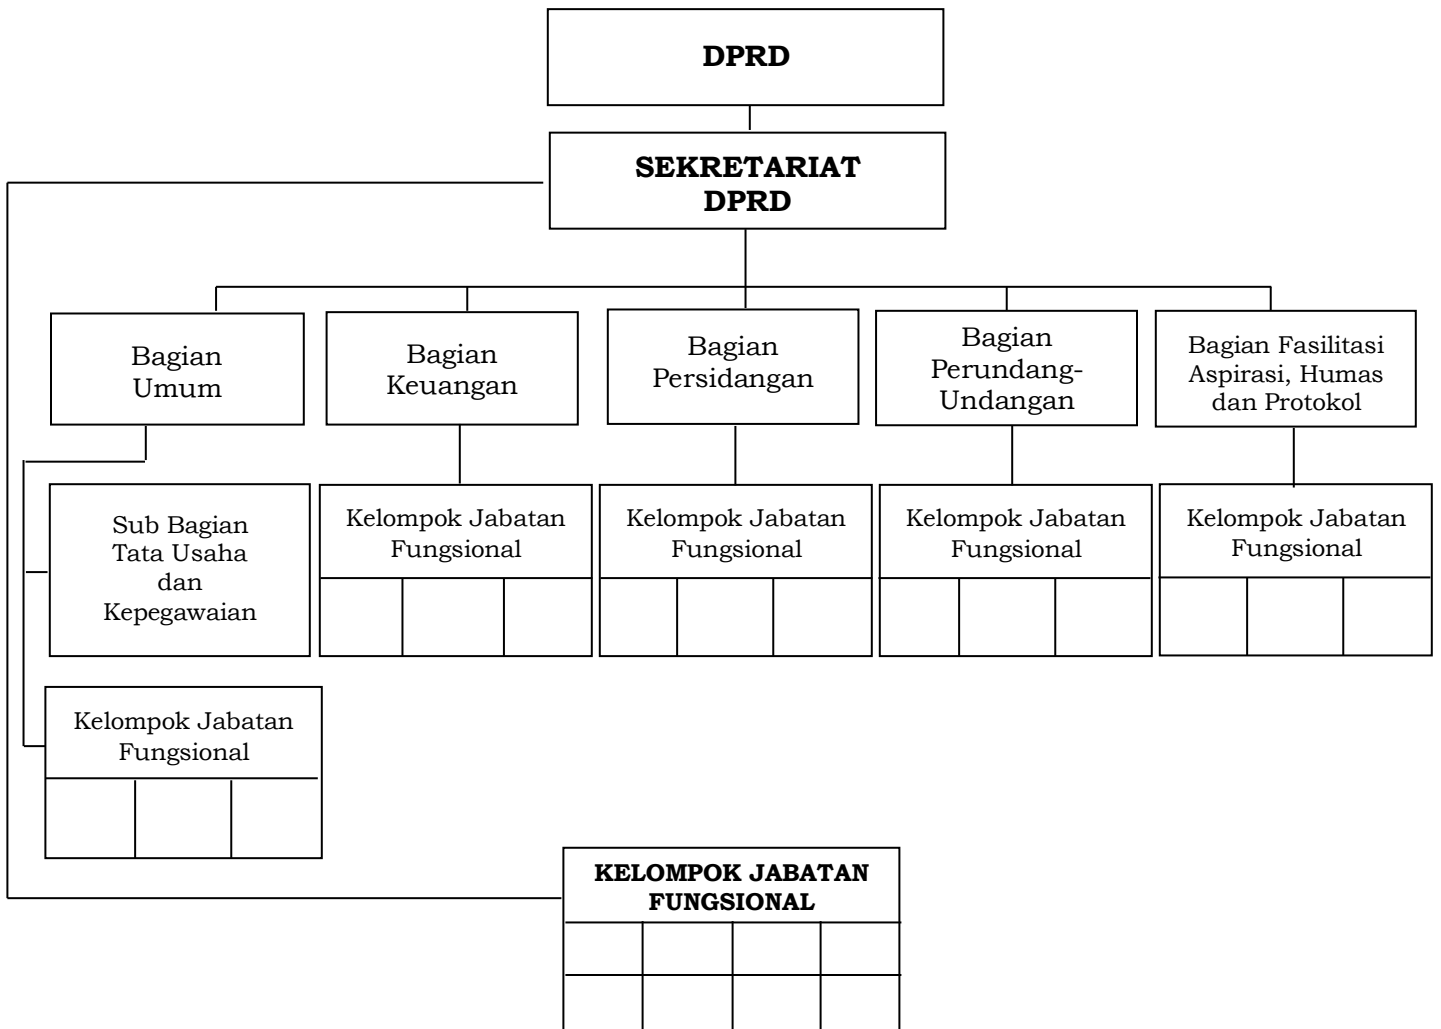 DPRD
SEKRETARIAT
DPRD
Bagian
Umum
Bagian
Keuangan
Bagian
Persidangan
Bagian
Perundang-
Undangan
Bagian Fasilitasi
Aspirasi, Humas
dan Protokol
Sub Bagian
Tata Usaha
dan
Kepegawaian
Kelompok Jabatan
Fungsional
Kelompok Jabatan
Fungsional
Kelompok Jabatan
Fungsional
Kelompok Jabatan
Fungsional
Kelompok Jabatan
Fungsional
KELOMPOK JABATAN
FUNGSIONAL